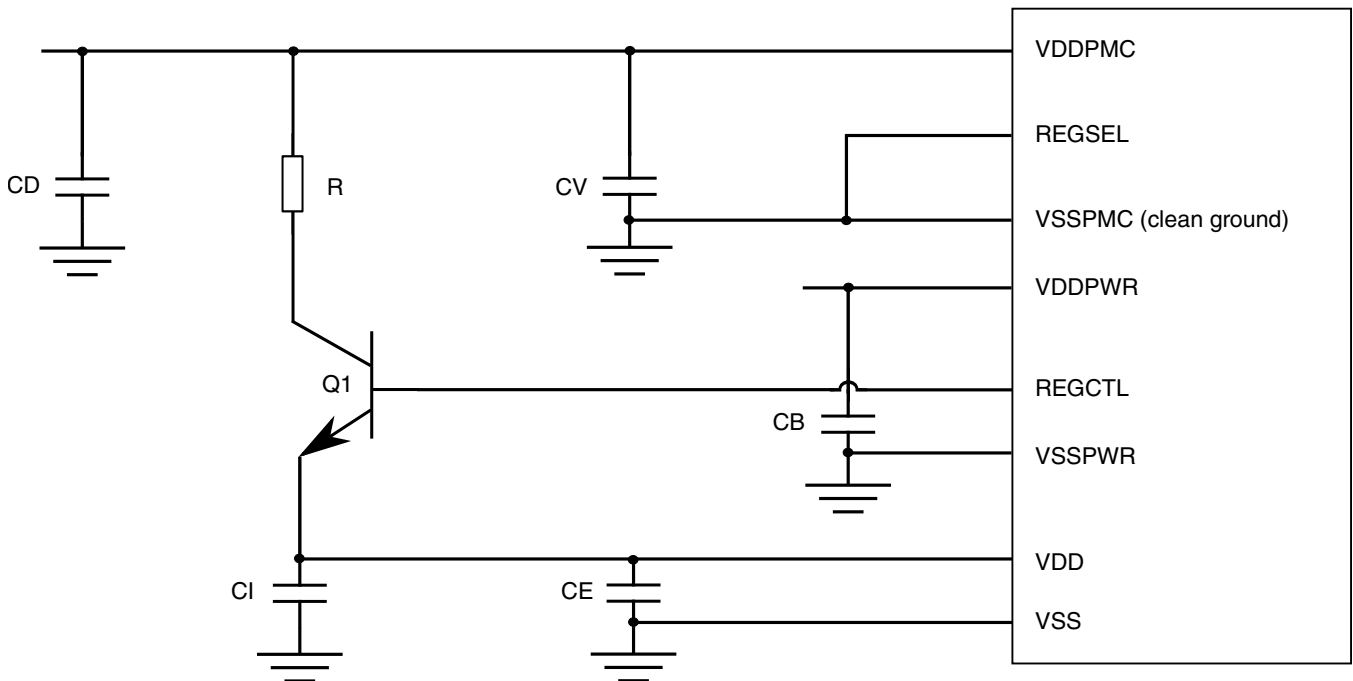 VDDPMC
REGSEL
CD
R
CV
VSSPMC (clean ground)
VDDPWR
Q1
REGCTL
CB
VSSPWR
VDD
CI
CE
VSS